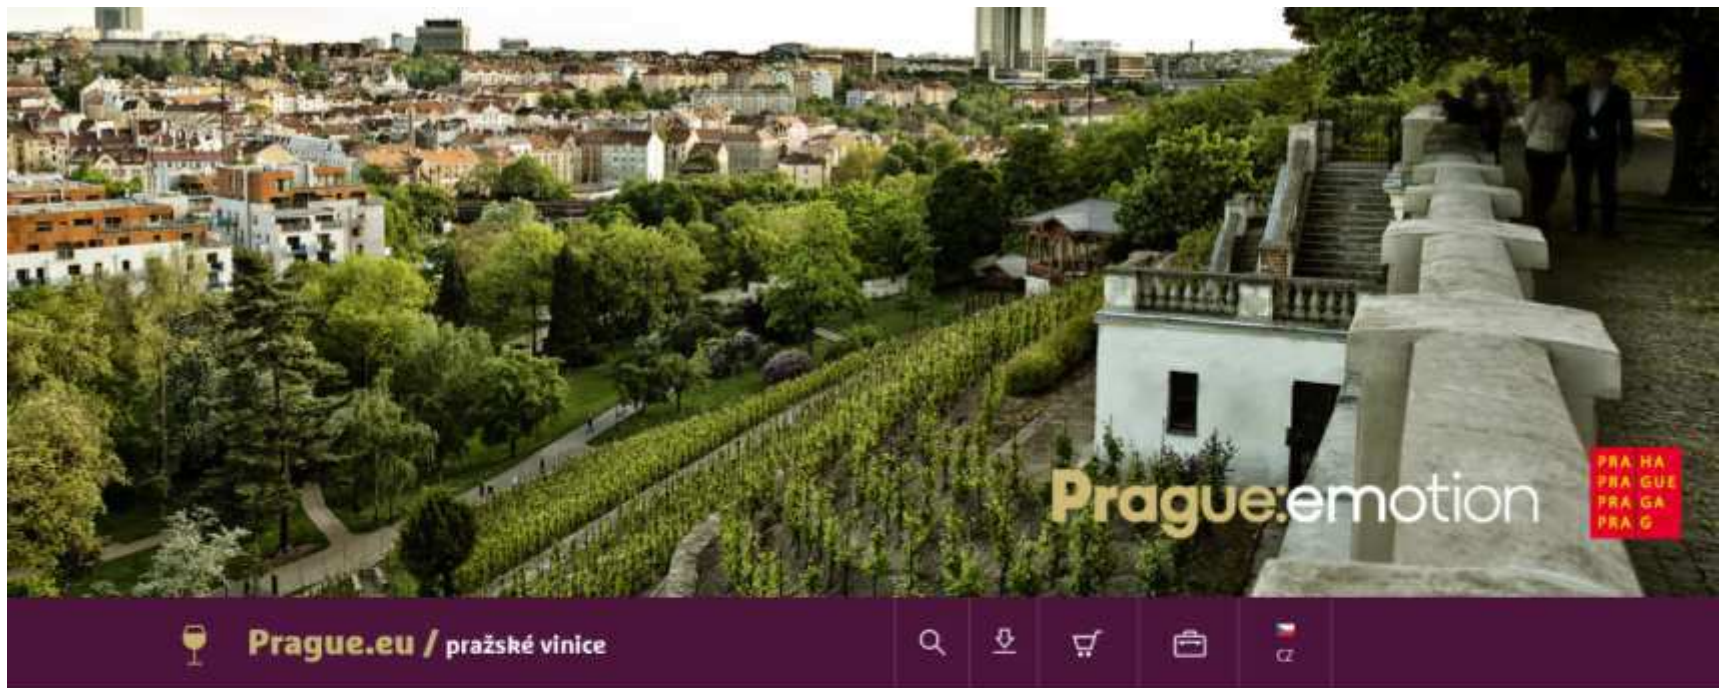 Prague:emotion
PRA HA
PRA GUE
PRA GA
PRA G
Prague.eu / pražské vinice
CZ